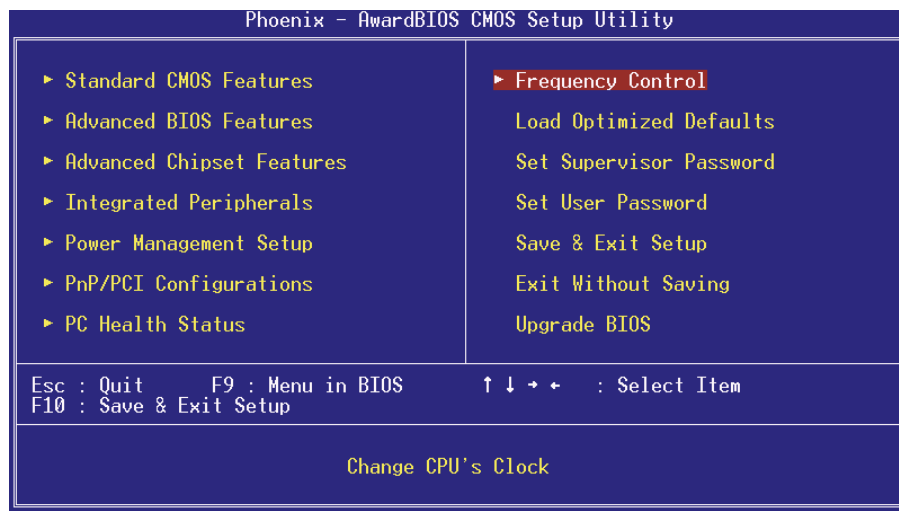 Phoenix - AwardBIOS CMOS Setup Utility
► Standard CMOS Features
► Advanced BIOS Features
► Advanced Chipset Features
► Integrated Peripherals
► Power Management Setup
► PnP/PCI Configurations
► PC Health Status
► Frequency Control
Load Optimized Defaults
Set Supervisor Password
Set User Password
Save & Exit Setup
Exit Without Saving
Upgrade BIOS
Esc : Quit F9 : Menu in BIOS ↑ ↓ → ← : Select Item
F10 : Save & Exit Setup
Change CPU's Clock